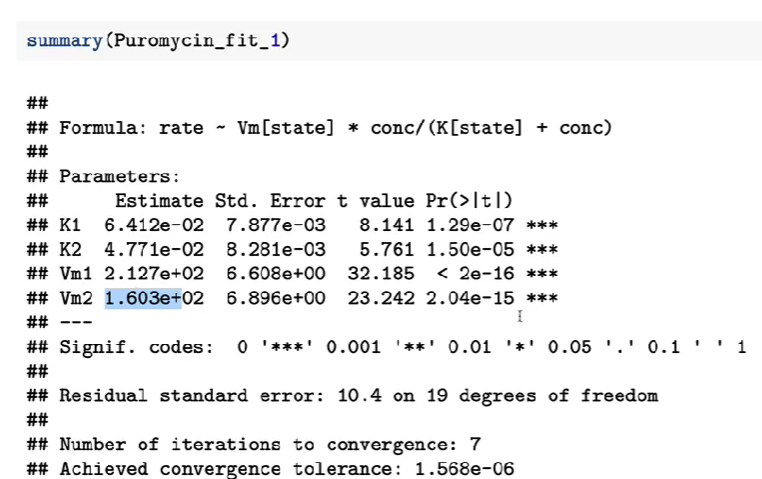 summary(Puromycin_fit_1)
##
## Formula: rate ~ Vm[state] * conc/(K[state] + conc)
##
## Parameters:
##      Estimate Std. Error t value Pr(>|t|)
## K1  6.412e-02  7.877e-03   8.141 1.29e-07 ***
## K2  4.771e-02  8.281e-03   5.761 1.50e-05 ***
## Vm1 2.127e+02  6.608e+00  32.185  < 2e-16 ***
## Vm2 1.603e+02  6.896e+00  23.242 2.04e-15 ***
## ---
## Signif. codes:  0 '***' 0.001 '**' 0.01 '*' 0.05 '.' 0.1 ' ' 1
##
## Residual standard error: 10.4 on 19 degrees of freedom
##
## Number of iterations to convergence: 7
## Achieved convergence tolerance: 1.568e-06